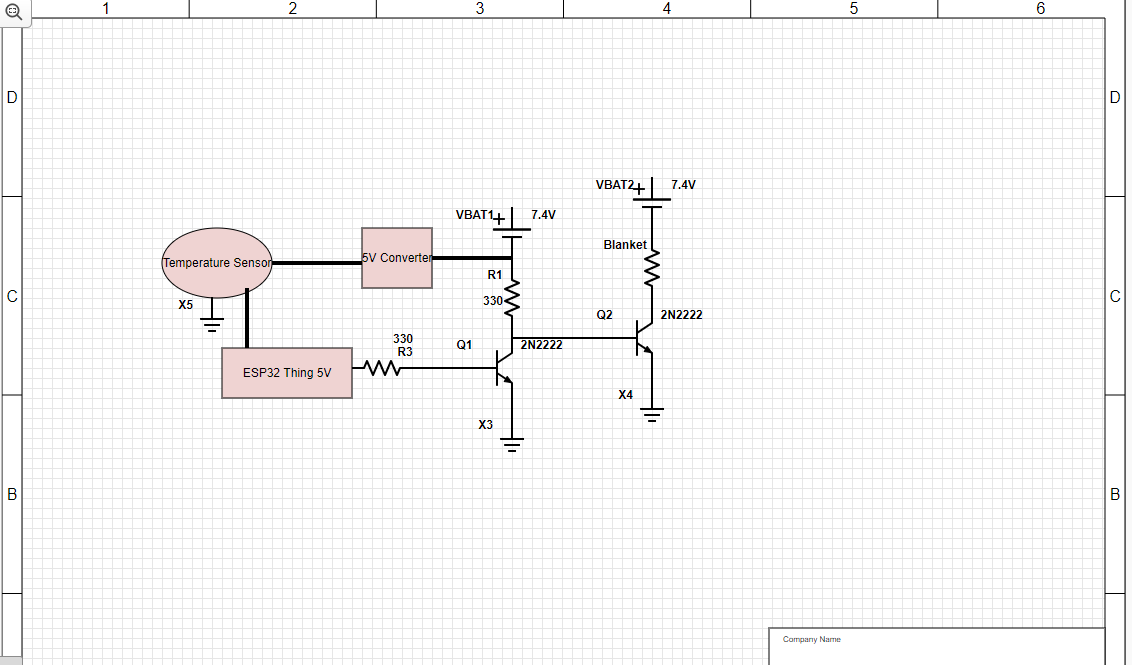 1 2 3 4 5 6
D D
VBAT2 7.4V
VBAT1 7.4V
Blanket
Temperature Sensor 5V Converter
R1
C C
330
X5
Q2 2N2222
330
R3
Q1 2N2222
ESP32 Thing 5V
X4
X3
B B
Company Name